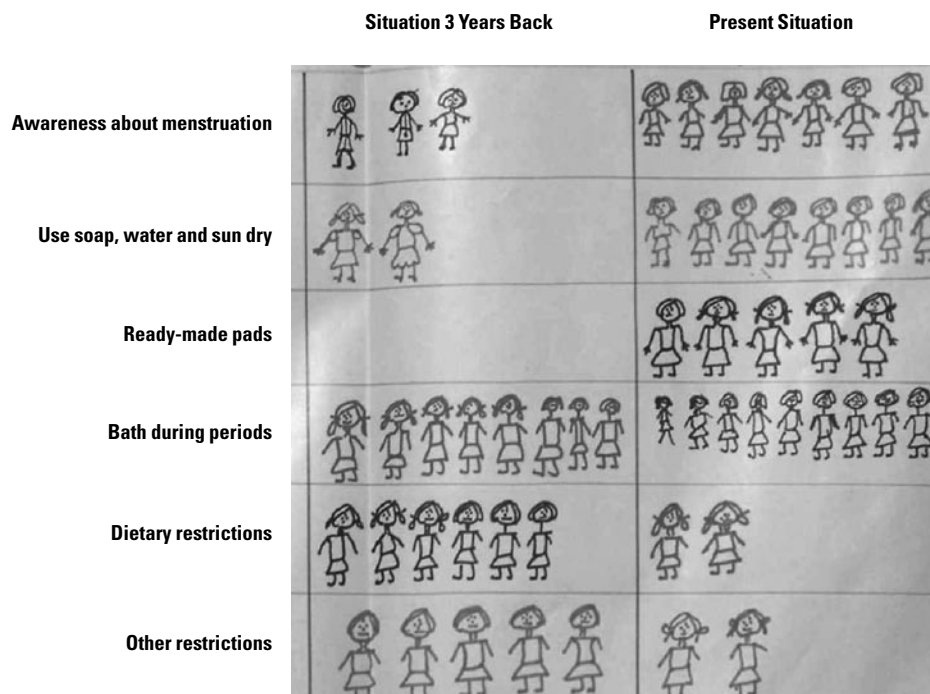 Situation 3 Years Back
Present Situation
Awareness about menstruation
Use soap, water and sun dry
Ready-made pads
Bath during periods
Dietary restrictions
Other restrictions